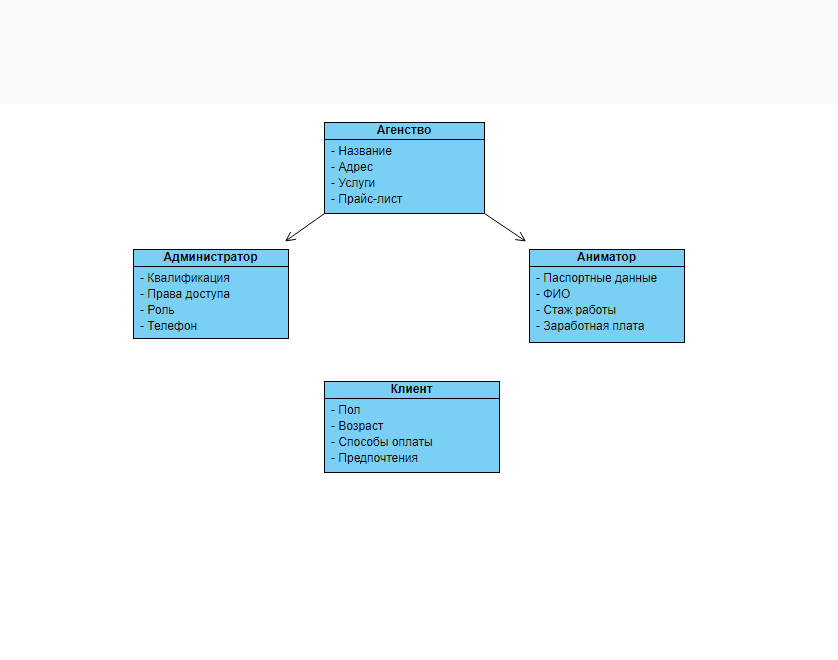 Агенство
- Название
- Адрес
- Услуги
- Прайс-лист
Администратор
- Квалификация
- Права доступа
- Роль
- Телефон
Аниматор
- Паспортные данные
- ФИО
- Стаж работы
- Заработная плата
Клиент
- Пол
- Возраст
- Способы оплаты
- Предпочтения